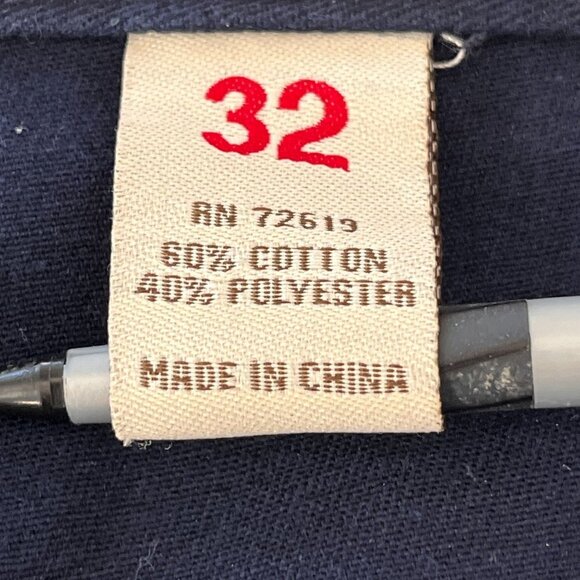 32
RN 72619
60% COTTON
40% POLYESTER
MADE IN CHINA